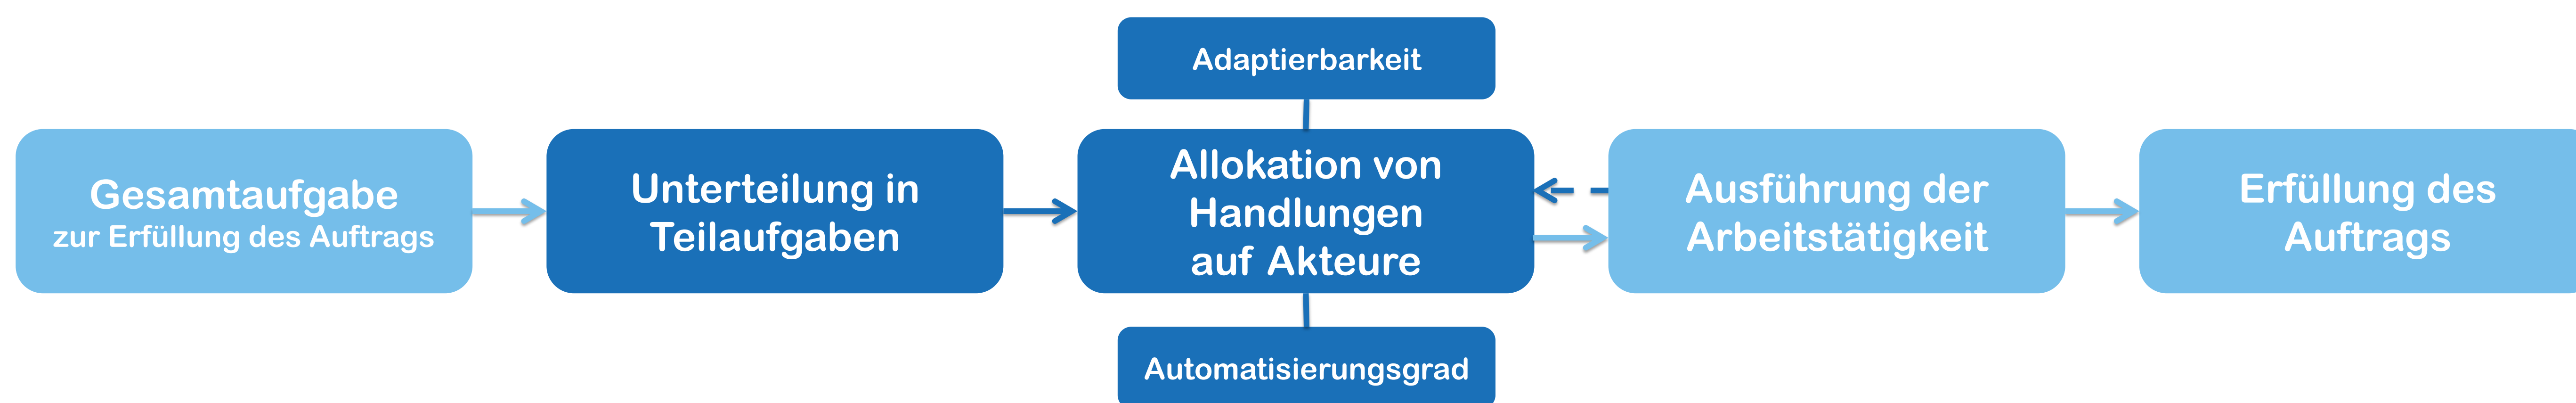 Adaptierbarkeit
Gesamtaufgabe
zur Erfüllung des Auftrags
Unterteilung in
Teilaufgaben
Allokation von
Handlungen
auf Akteure
Ausführung der
Arbeitstätigkeit
Erfüllung des
Auftrags
Automatisierungsgrad